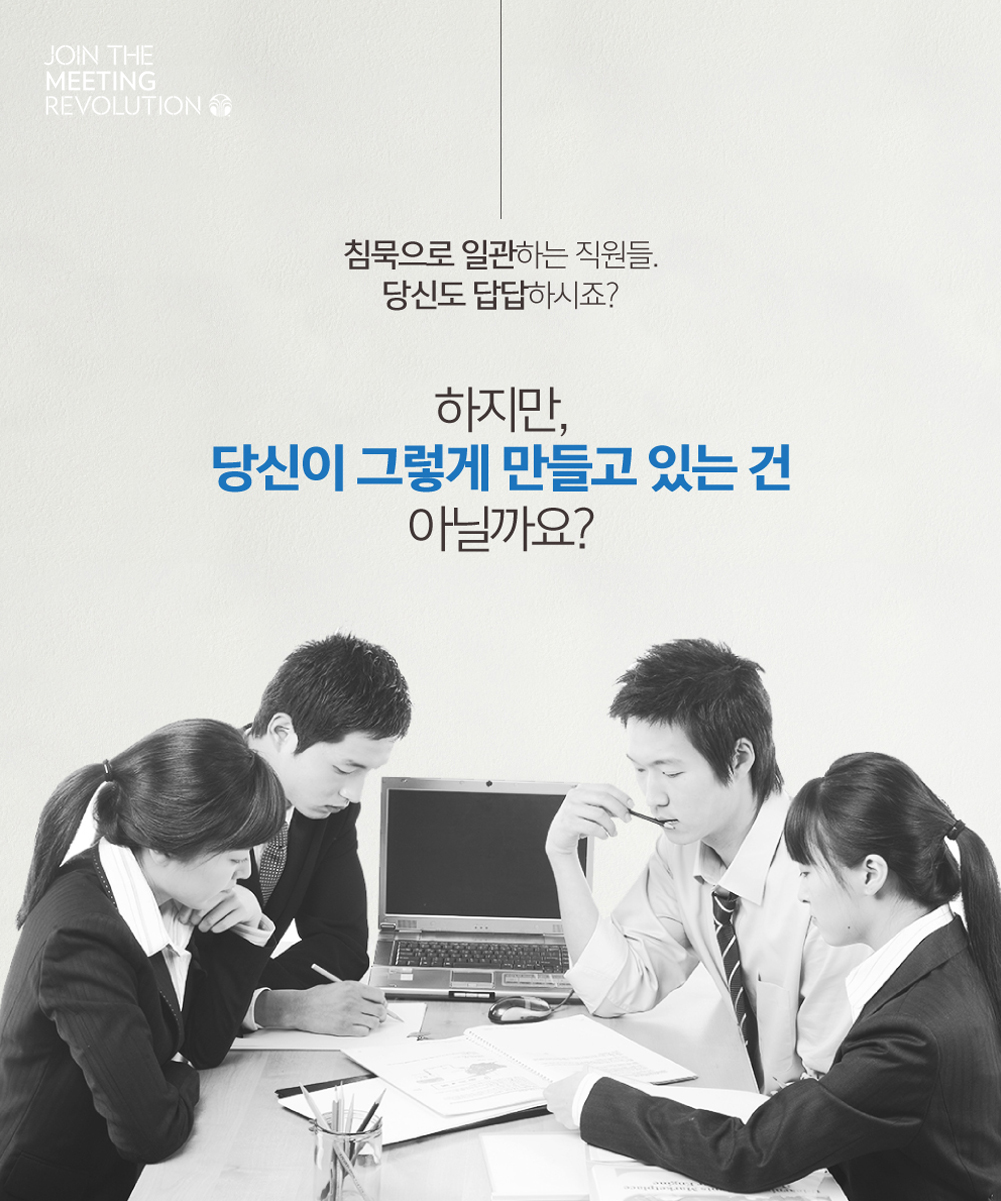 JOIN THE
MEETING
REVOLUTION
침묵으로 일관하는 직원들.
당신도 답답하시죠?
하지만,
당신이 그렇게 만들고 있는 건
아닐까요?